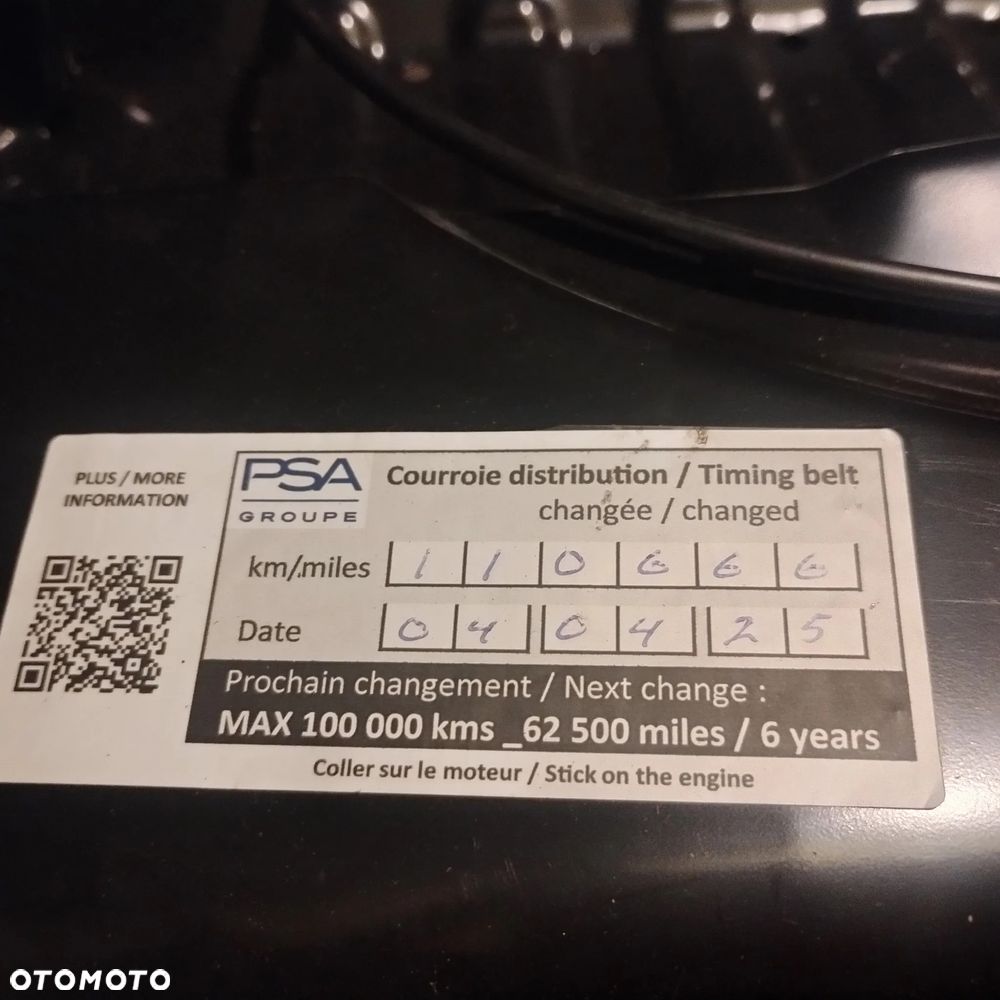 PLUS / MORE
INFORMATION
PSA
GROUPE
Courroie distribution / Timing belt
changée / changed
km/.miles 1 1 0 6 6 6
Date 0 4 0 4 2 5
Prochain changement / Next change :
MAX 100 000 kms _62 500 miles / 6 years
Coller sur le moteur / Stick on the engine
OTOMOTO